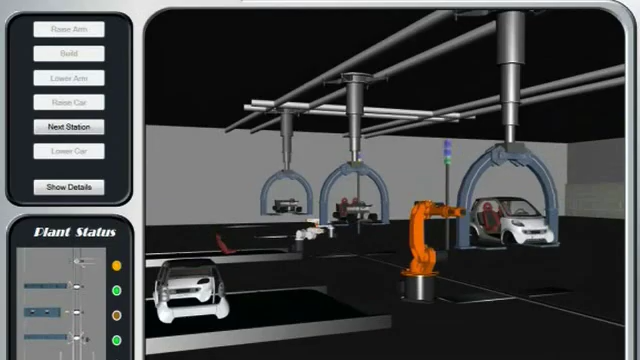 Raise Arm
Build
Lower Arm
Raise Car
Next Station
Lower Car
Show Details
Plant Status